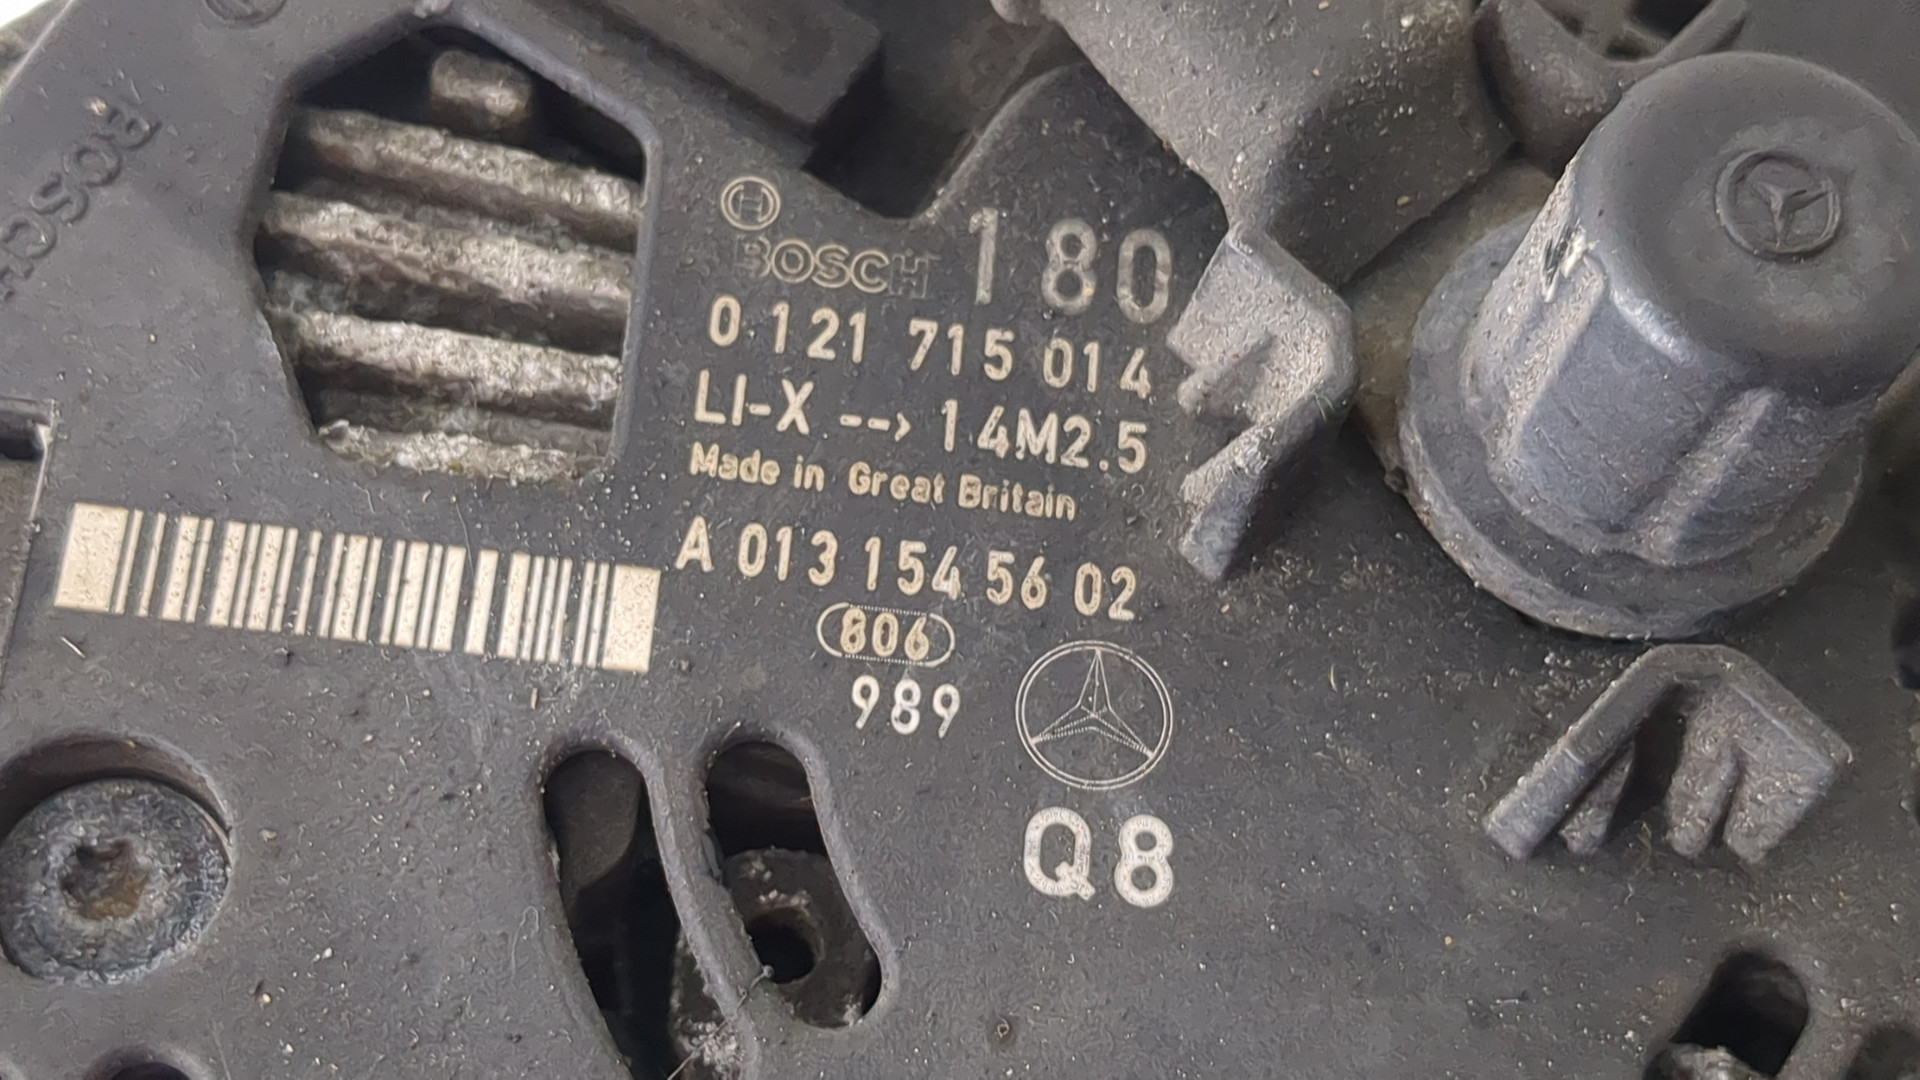 BOSCH
BOSCH 180
0 121 715 014
LI-X --> 14M2.5
Made in Great Britain
A 013 154 56 02
806
989
Q8